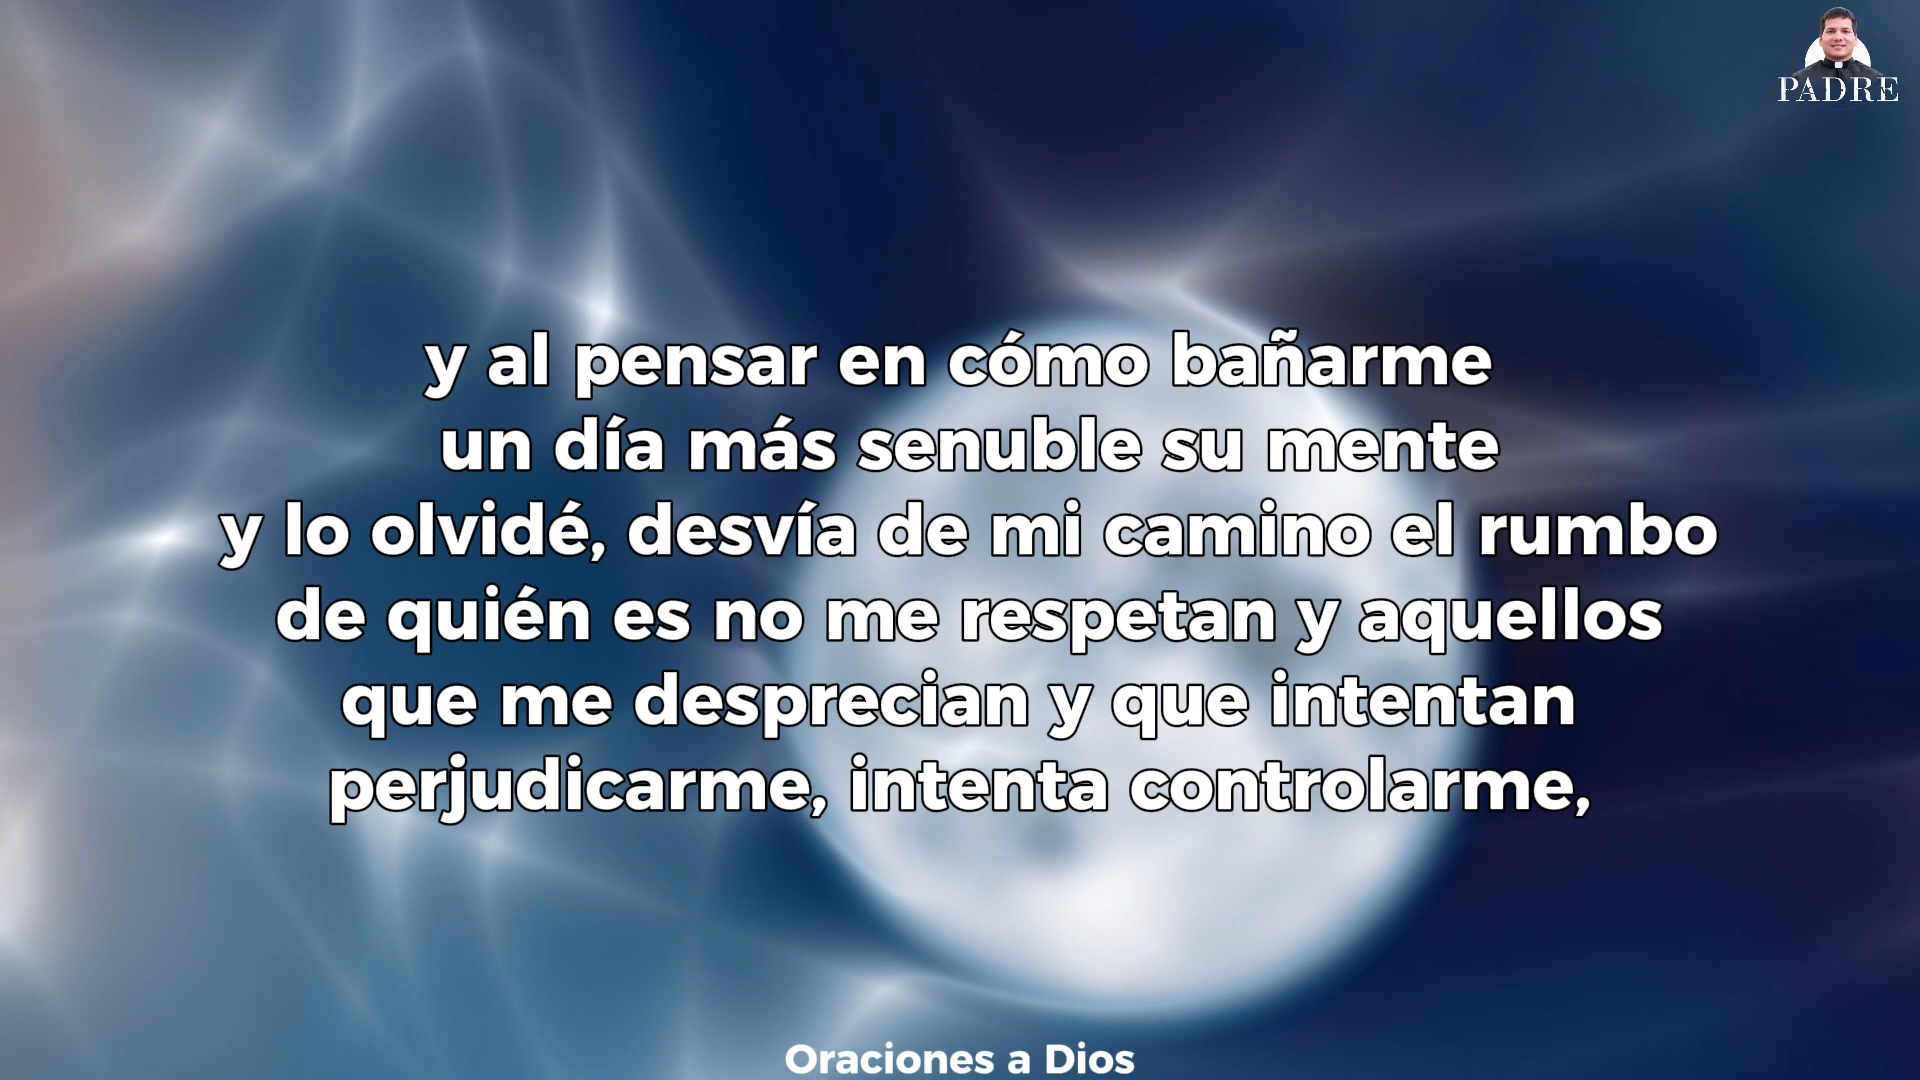 PADRE
y al pensar en cómo bañarme
un día más senuble su mente
y lo olvidé, desvía de mi camino el rumbo
de quién es no me respetan y aquellos
que me desprecian y que intentan
perjudicarme, intenta controlarme,
Oraciones a Dios